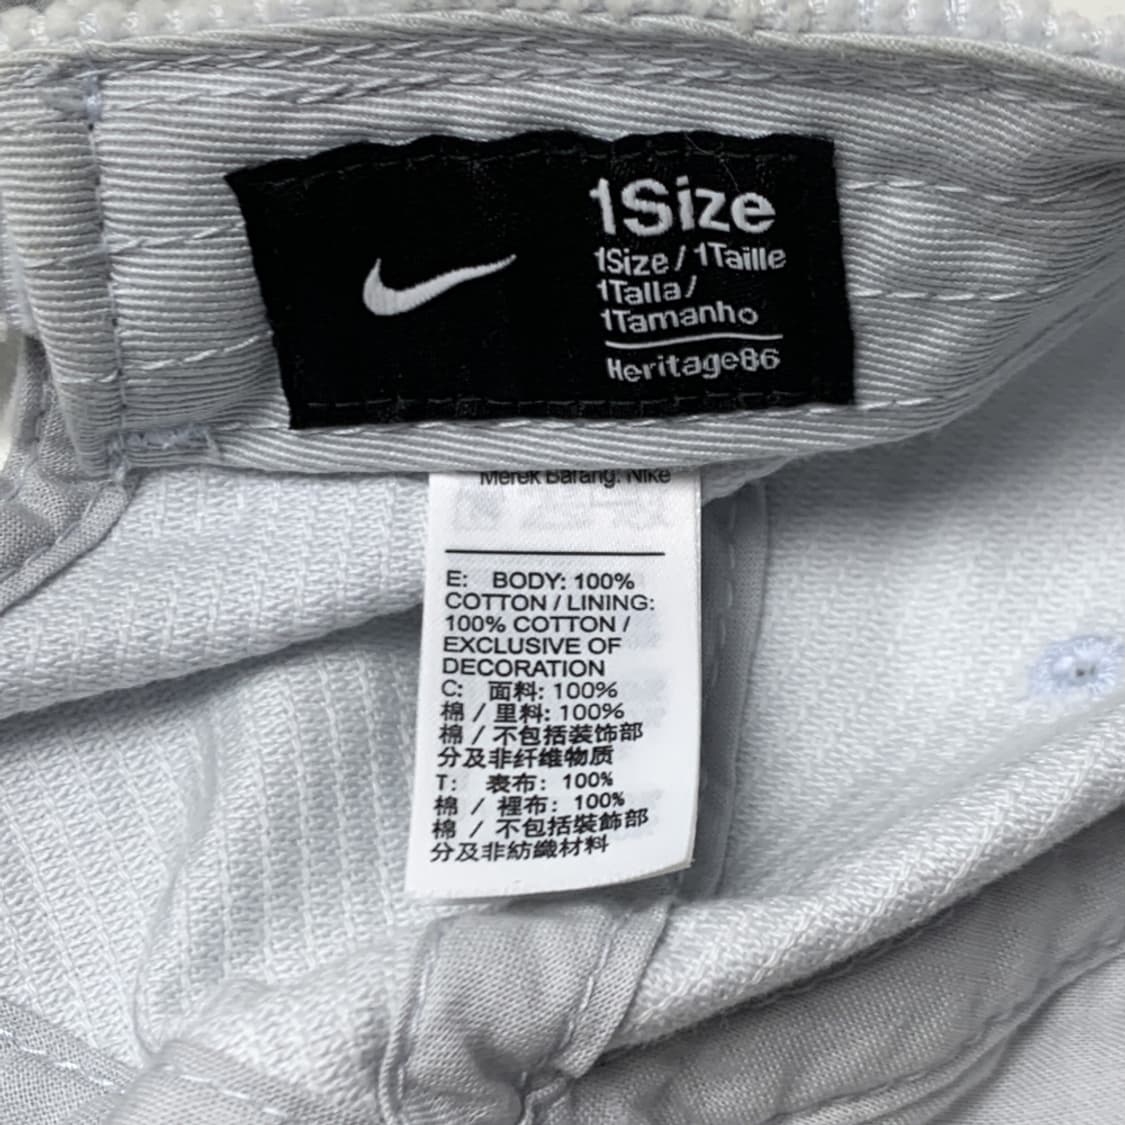 1Size
1Size / 1Taille
1Talla /
1Tamanho
Heritage86
Merek Barang: Nike
E: BODY: 100%
COTTON / LINING:
100% COTTON /
EXCLUSIVE OF
DECORATION
C: 面料: 100%
棉 / 里料: 100%
棉 / 不包括装饰部
分及非纤维物质
T: 表布: 100%
棉 / 裡布: 100%
棉 / 不包括裝飾部
分及非紡織材料